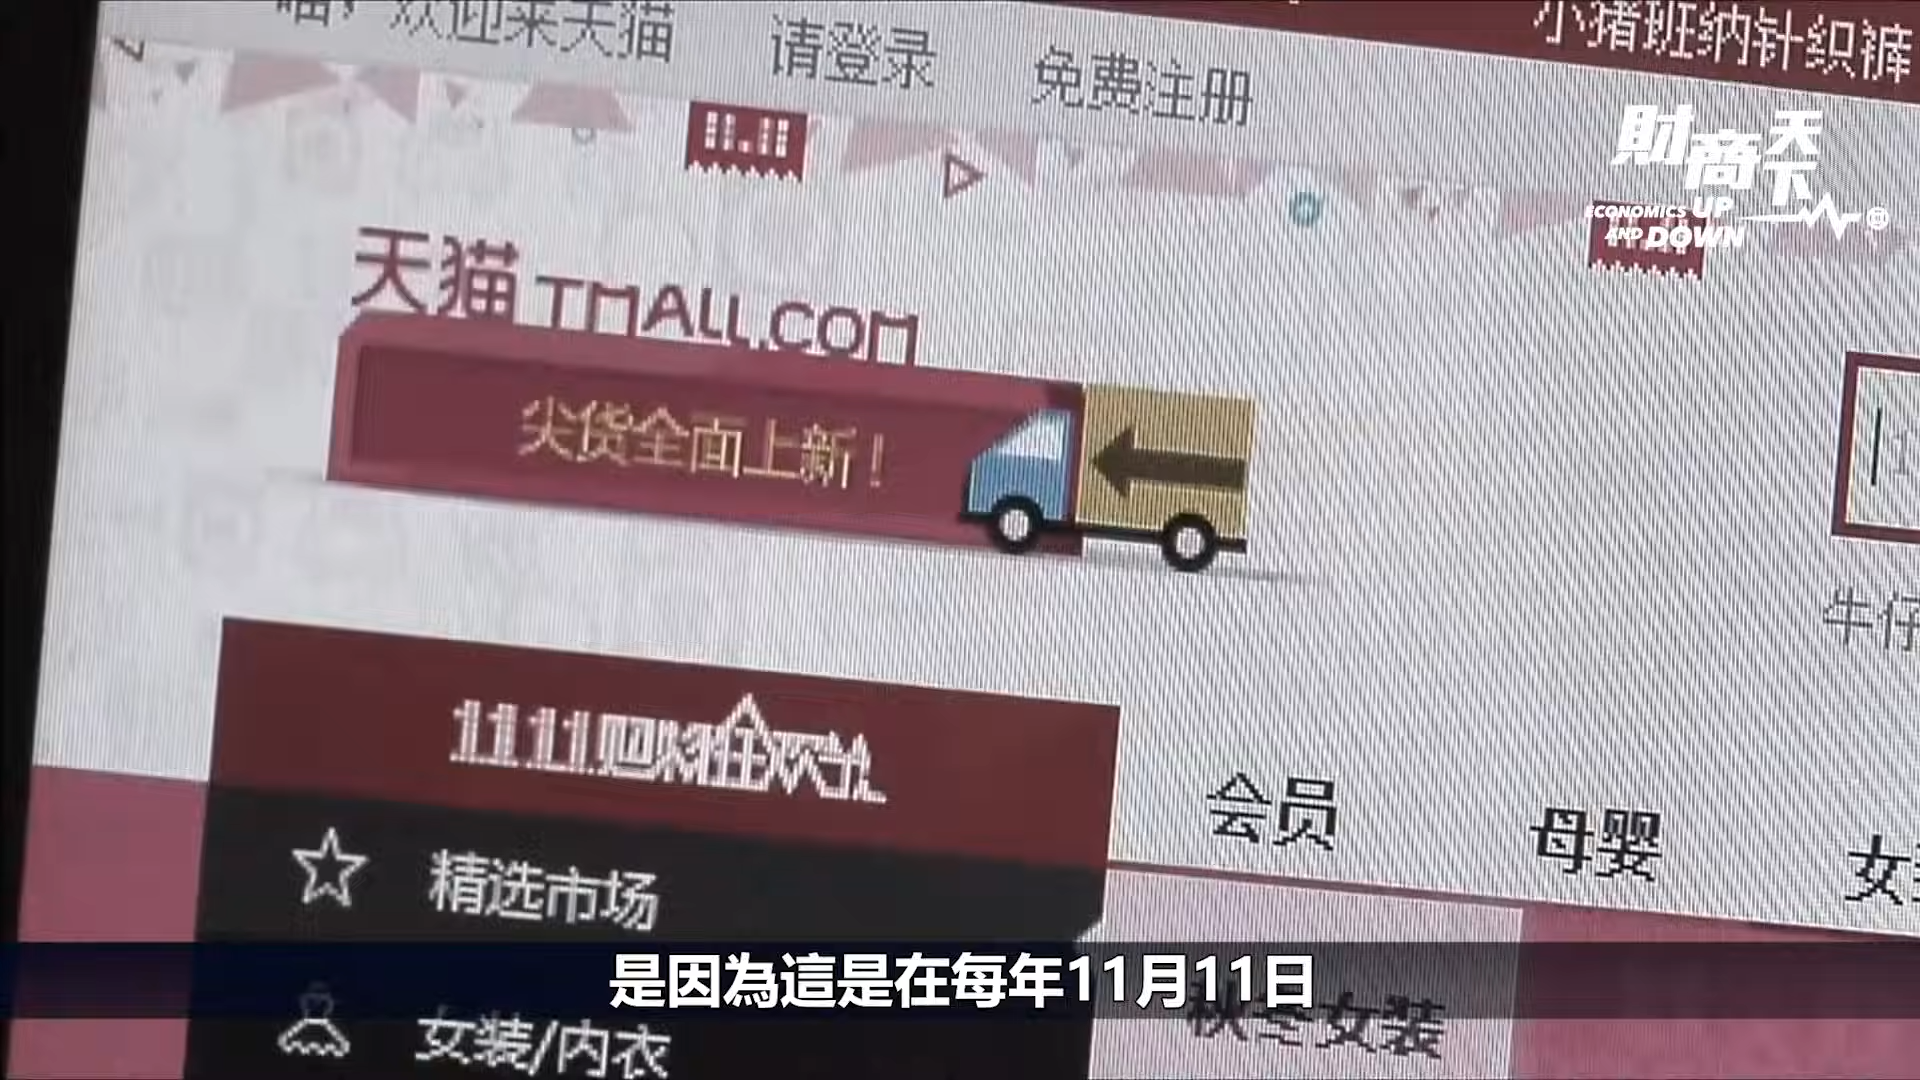 喵，欢迎来天猫 请登录 免费注册
小猪班纳针织裤
11.11
財商天下
ECONOMICS UP
AND DOWN
天猫 TMALL.COM
尖货全面上新！
牛仔
11.11购物狂欢节
会员 母婴 女
精选市场
是因為這是在每年11月11日
秋冬女装
女装/内衣